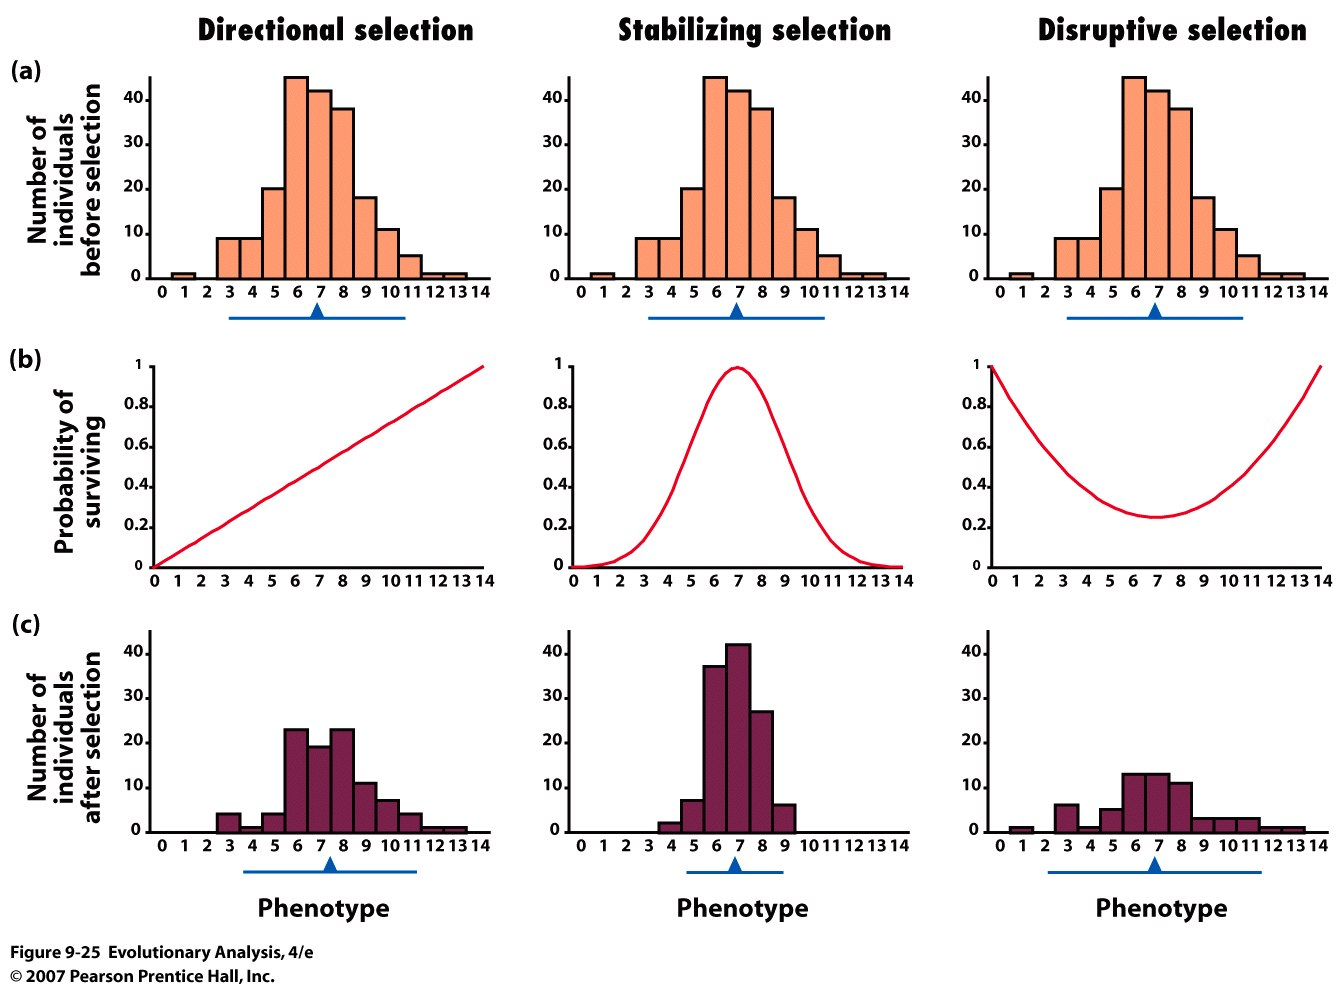 Directional selection Stabilizing selection Disruptive selection
(a)
Number of
individuals
before selection
40 40 40
30 30 30
20 20 20
10 10 10
0 0 0
0 1 2 3 4 5 6 7 8 9 10 11 12 13 14 0 1 2 3 4 5 6 7 8 9 10 11 12 13 14 0 1 2 3 4 5 6 7 8 9 10 11 12 13 14
(b)
Probability of
surviving
1 1 1
0.8 0.8 0.8
0.6 0.6 0.6
0.4 0.4 0.4
0.2 0.2 0.2
0 0 0
0 1 2 3 4 5 6 7 8 9 10 11 12 13 14 0 1 2 3 4 5 6 7 8 9 10 11 12 13 14 0 1 2 3 4 5 6 7 8 9 10 11 12 13 14
(c)
Number of
individuals
after selection
40 40 40
30 30 30
20 20 20
10 10 10
0 0 0
0 1 2 3 4 5 6 7 8 9 10 11 12 13 14 0 1 2 3 4 5 6 7 8 9 10 11 12 13 14 0 1 2 3 4 5 6 7 8 9 10 11 12 13 14
Phenotype Phenotype Phenotype
Figure 9-25 Evolutionary Analysis, 4/e
© 2007 Pearson Prentice Hall, Inc.